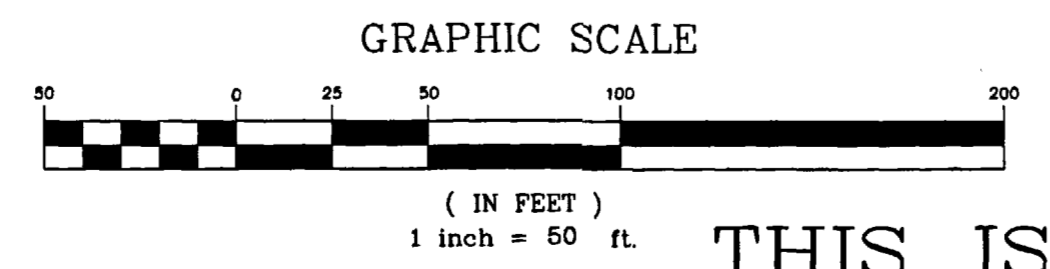 GRAPHIC SCALE
50 0 25 50 100 200
( IN FEET )
1 inch = 50 ft.
THIS IS